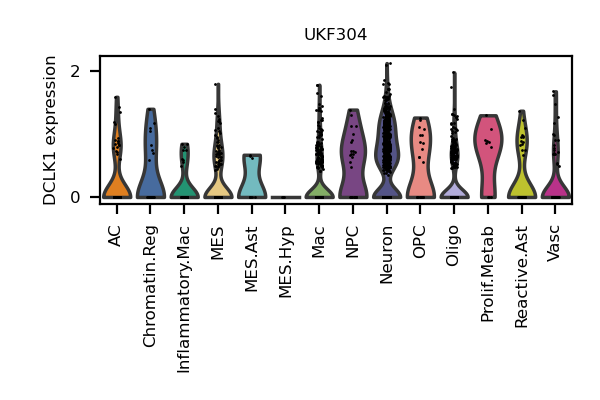 UKF304
DCLK1 expression
2
0
AC
Chromatin.Reg
Inflammatory.Mac
MES
MES.Ast
MES.Hyp
Mac
NPC
Neuron
OPC
Oligo
Prolif.Metab
Reactive.Ast
Vasc